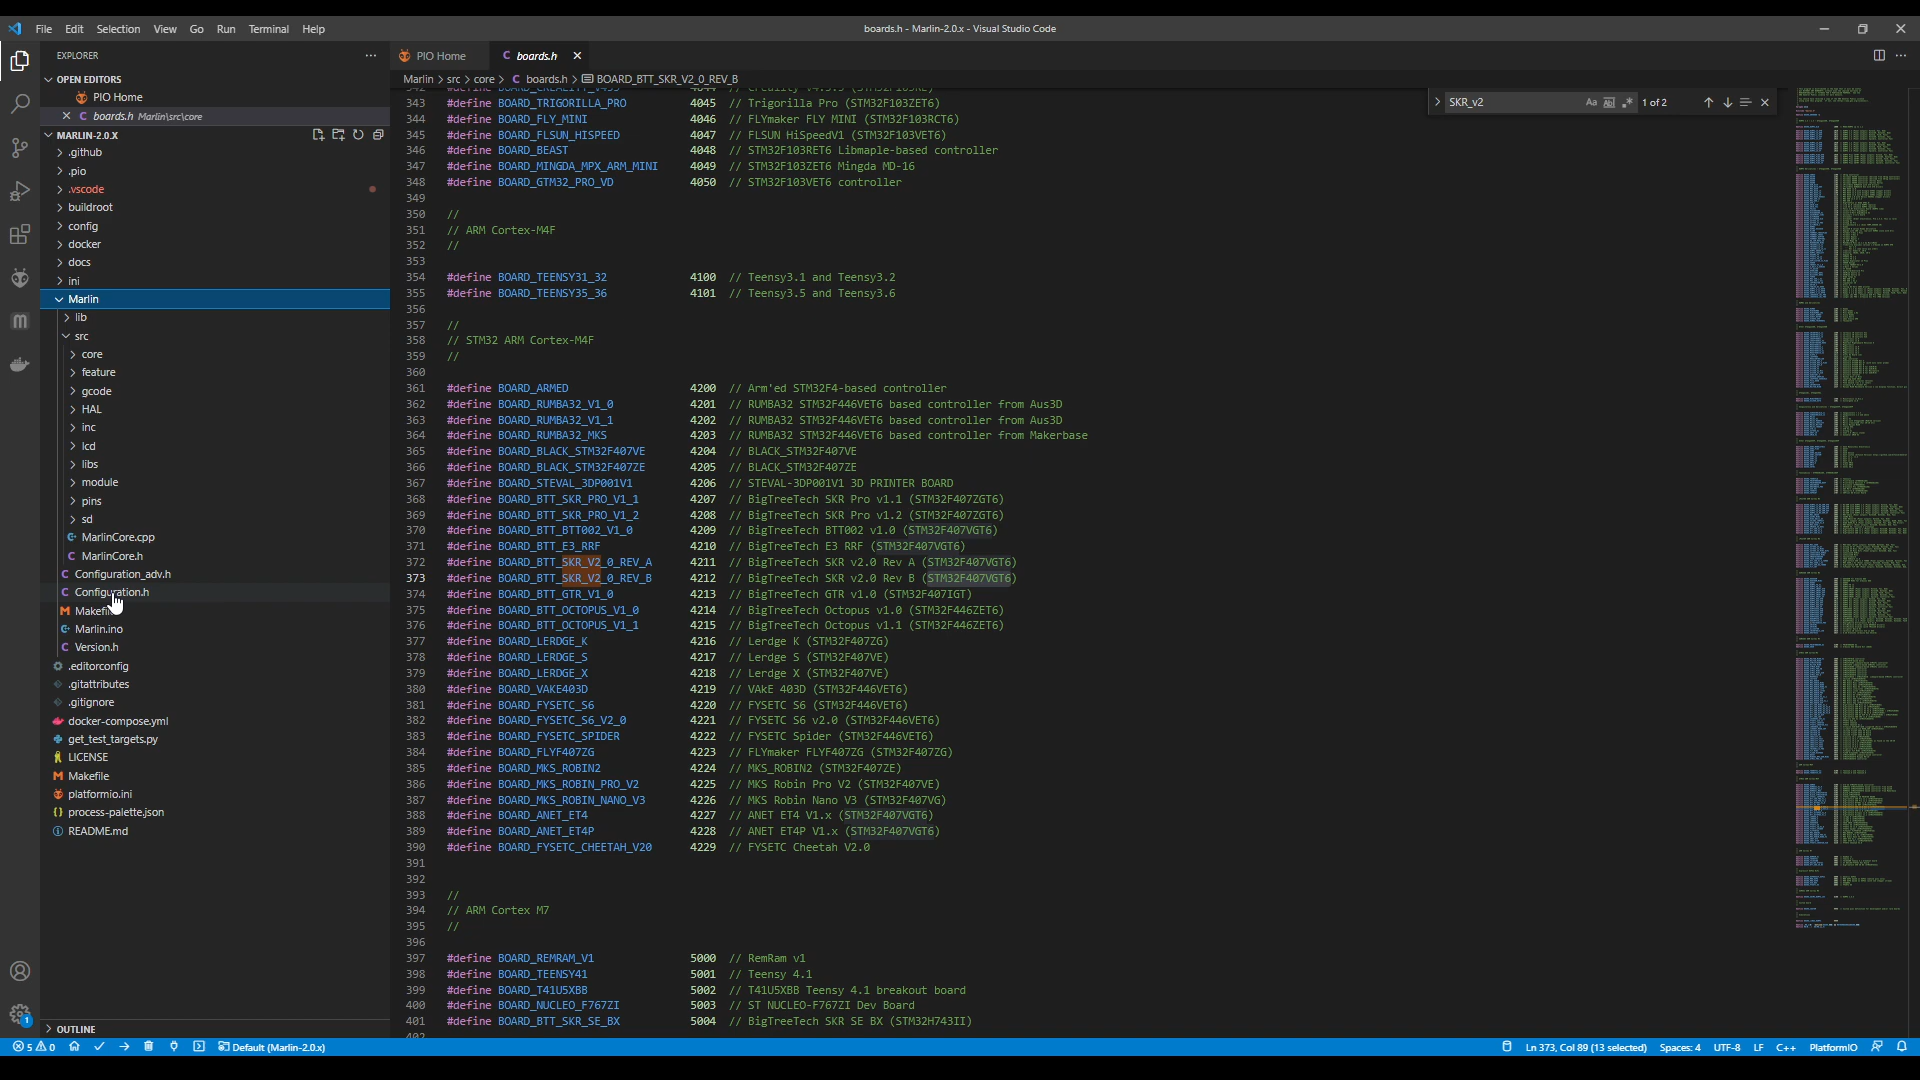 File Edit Selection View Go Run Terminal Help
boards.h - Marlin-2.0.x - Visual Studio Code
EXPLORER
OPEN EDITORS
PIO Home
boards.h Marlin\src\core
MARLIN-2.0.X
.github
.pio
.vscode
buildroot
config
docker
docs
ini
Marlin
lib
src
core
feature
gcode
HAL
inc
lcd
libs
module
pins
sd
MarlinCore.cpp
MarlinCore.h
Configuration_adv.h
Configuration.h
Marlin.ino
Version.h
.editorconfig
.gitattributes
.gitignore
docker-compose.yml
get_test_targets.py
LICENSE
Makefile
platformio.ini
process-palette.json
README.md
OUTLINE
PIO Home
boards.h
Marlin > src > core > C boards.h > BOARD_BTT_SKR_V2_0_REV_B
SKR_v2 Aa Ab 1 of 2
343 #define BOARD_TRIGORILLA_PRO 4045 // Trigorilla Pro (STM32F103ZET6)
344 #define BOARD_FLY_MINI 4046 // FLYmaker FLY MINI (STM32F103RCT6)
345 #define BOARD_FLSUN_HISPEED 4047 // FLSUN HiSpeedV1 (STM32F103VET6)
346 #define BOARD_BEAST 4048 // STM32F103RET6 Libmaple-based controller
347 #define BOARD_MINGDA_MPX_ARM_MINI 4049 // STM32F103ZET6 Mingda MD-16
348 #define BOARD_GTM32_PRO_VD 4050 // STM32F103VET6 controller
349
350 //
351 // ARM Cortex-M4F
352 //
353
354 #define BOARD_TEENSY31_32 4100 // Teensy3.1 and Teensy3.2
355 #define BOARD_TEENSY35_36 4101 // Teensy3.5 and Teensy3.6
356
357 //
358 // STM32 ARM Cortex-M4F
359 //
360
361 #define BOARD_ARMED 4200 // Arm'ed STM32F4-based controller
362 #define BOARD_RUMBA32_V1_0 4201 // RUMBA32 STM32F446VET6 based controller from Aus3D
363 #define BOARD_RUMBA32_V1_1 4202 // RUMBA32 STM32F446VET6 based controller from Aus3D
364 #define BOARD_RUMBA32_MKS 4203 // RUMBA32 STM32F446VET6 based controller from Makerbase
365 #define BOARD_BLACK_STM32F407VE 4204 // BLACK_STM32F407VE
366 #define BOARD_BLACK_STM32F407ZE 4205 // BLACK_STM32F407ZE
367 #define BOARD_STEVAL_3DP001V1 4206 // STEVAL-3DP001V1 3D PRINTER BOARD
368 #define BOARD_BTT_SKR_PRO_V1_1 4207 // BigTreeTech SKR Pro v1.1 (STM32F407ZGT6)
369 #define BOARD_BTT_SKR_PRO_V1_2 4208 // BigTreeTech SKR Pro v1.2 (STM32F407ZGT6)
370 #define BOARD_BTT_BTT002_V1_0 4209 // BigTreeTech BTT002 v1.0 (STM32F407VGT6)
371 #define BOARD_BTT_E3_RRF 4210 // BigTreeTech E3 RRF (STM32F407VGT6)
372 #define BOARD_BTT_SKR_V2_0_REV_A 4211 // BigTreeTech SKR v2.0 Rev A (STM32F407VGT6)
373 #define BOARD_BTT_SKR_V2_0_REV_B 4212 // BigTreeTech SKR v2.0 Rev B (STM32F407VGT6)
374 #define BOARD_BTT_GTR_V1_0 4213 // BigTreeTech GTR v1.0 (STM32F407IGT)
375 #define BOARD_BTT_OCTOPUS_V1_0 4214 // BigTreeTech Octopus v1.0 (STM32F446ZET6)
376 #define BOARD_BTT_OCTOPUS_V1_1 4215 // BigTreeTech Octopus v1.1 (STM32F446ZET6)
377 #define BOARD_LERDGE_K 4216 // Lerdge K (STM32F407ZG)
378 #define BOARD_LERDGE_S 4217 // Lerdge S (STM32F407VE)
379 #define BOARD_LERDGE_X 4218 // Lerdge X (STM32F407VE)
380 #define BOARD_VAKE403D 4219 // VAkE 403D (STM32F446VET6)
381 #define BOARD_FYSETC_S6 4220 // FYSETC S6 (STM32F446VET6)
382 #define BOARD_FYSETC_S6_V2_0 4221 // FYSETC S6 v2.0 (STM32F446VET6)
383 #define BOARD_FYSETC_SPIDER 4222 // FYSETC Spider (STM32F446VET6)
384 #define BOARD_FLYF407ZG 4223 // FLYmaker FLYF407ZG (STM32F407ZG)
385 #define BOARD_MKS_ROBIN2 4224 // MKS_ROBIN2 (STM32F407ZE)
386 #define BOARD_MKS_ROBIN_PRO_V2 4225 // MKS Robin Pro V2 (STM32F407VE)
387 #define BOARD_MKS_ROBIN_NANO_V3 4226 // MKS Robin Nano V3 (STM32F407VG)
388 #define BOARD_ANET_ET4 4227 // ANET ET4 V1.x (STM32F407VGT6)
389 #define BOARD_ANET_ET4P 4228 // ANET ET4P V1.x (STM32F407VGT6)
390 #define BOARD_FYSETC_CHEETAH_V20 4229 // FYSETC Cheetah V2.0
391
392
393 //
394 // ARM Cortex M7
395 //
396
397 #define BOARD_REMRAM_V1 5000 // RemRam v1
398 #define BOARD_TEENSY41 5001 // Teensy 4.1
399 #define BOARD_T41U5XBB 5002 // T41U5XBB Teensy 4.1 breakout board
400 #define BOARD_NUCLEO_F767ZI 5003 // ST NUCLEO-F767ZI Dev Board
401 #define BOARD_BTT_SKR_SE_BX 5004 // BigTreeTech SKR SE BX (STM32H743II)
5 0 Default (Marlin-2.0.x)
Ln 373, Col 89 (13 selected) Spaces: 4 UTF-8 LF C++ PlatformIO